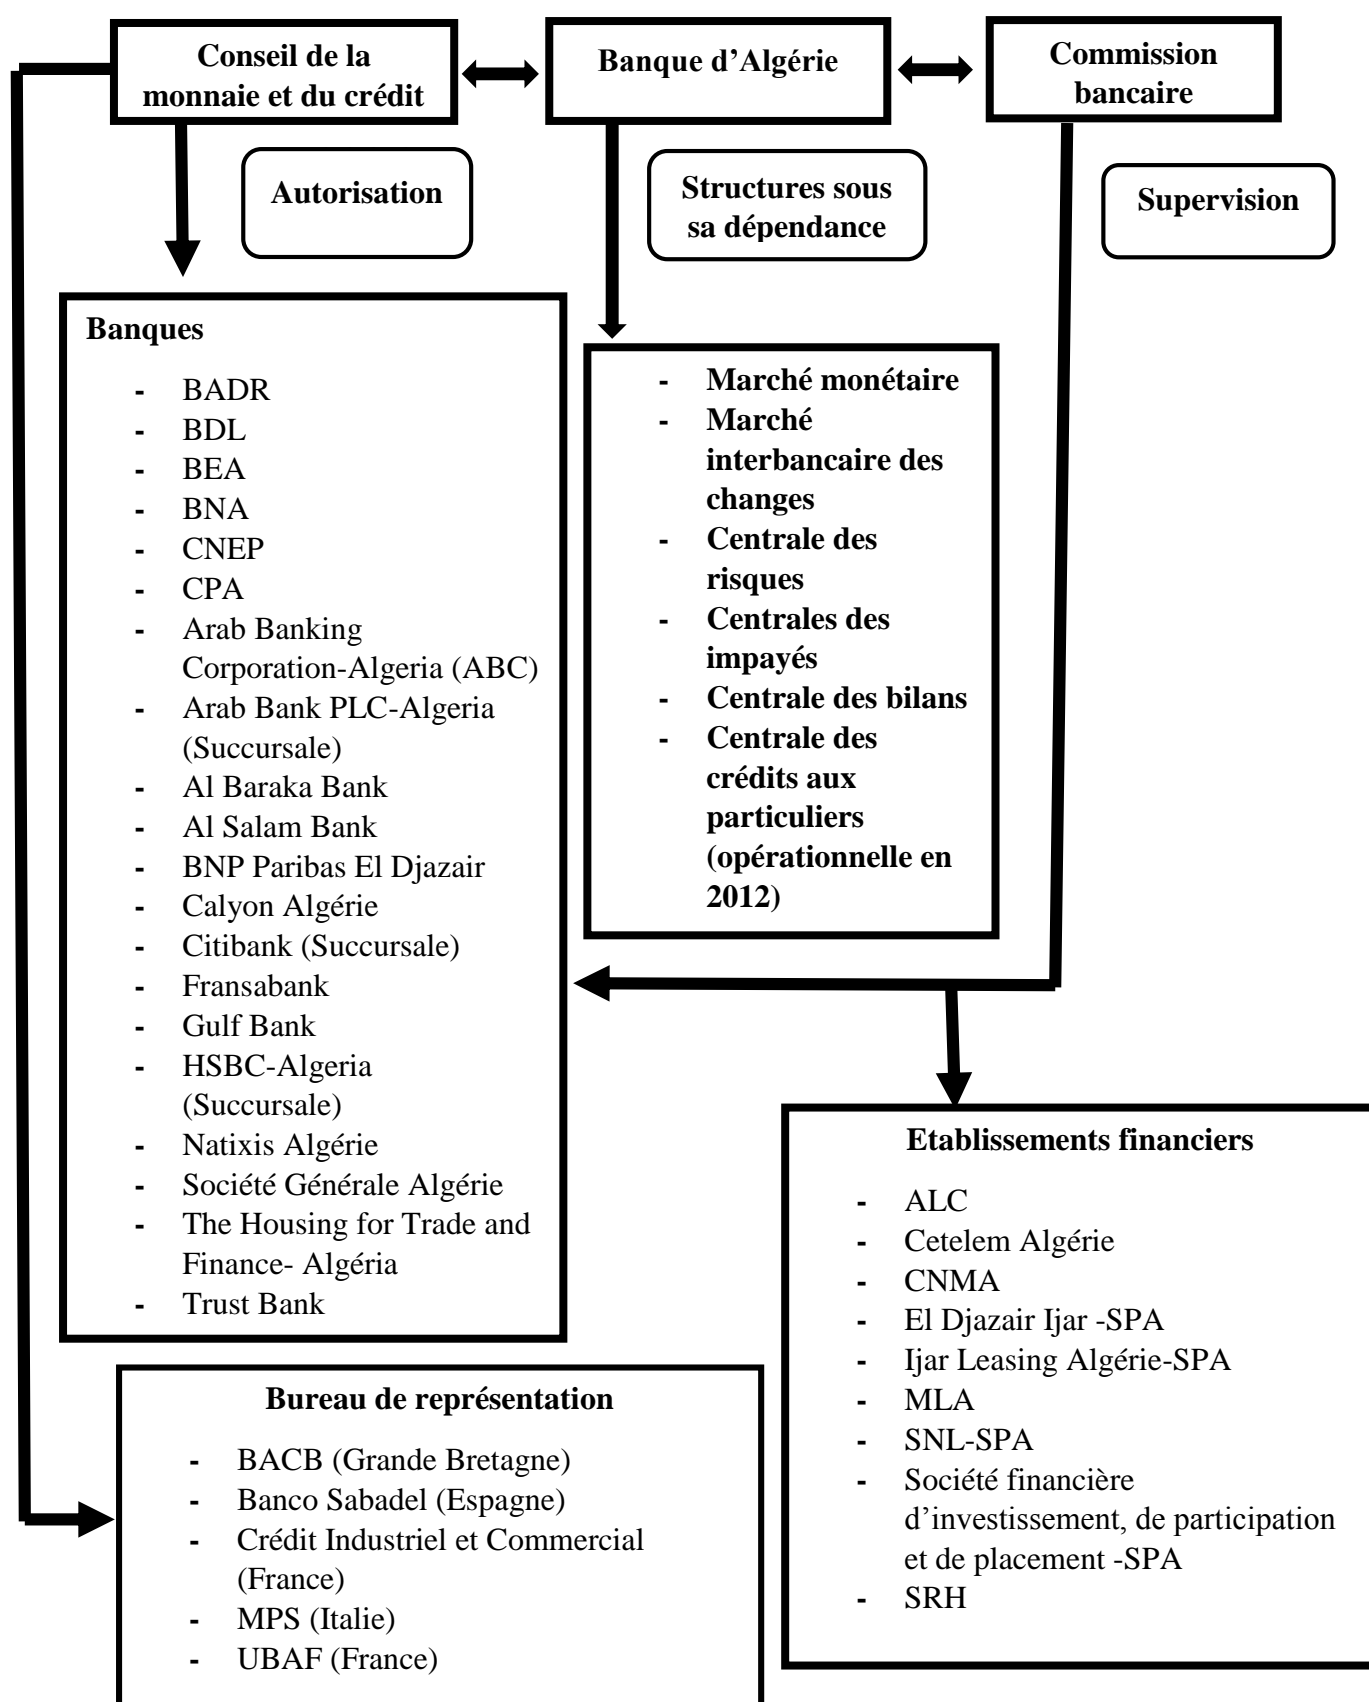 Conseil de la
monnaie et du crédit
Banque d’Algérie
Commission
bancaire
Autorisation
Structures sous
sa dépendance
Supervision
Banques
- BADR
- BDL
- BEA
- BNA
- CNEP
- CPA
- Arab Banking
Corporation-Algeria (ABC)
- Arab Bank PLC-Algeria
(Succursale)
- Al Baraka Bank
- Al Salam Bank
- BNP Paribas El Djazair
- Calyon Algérie
- Citibank (Succursale)
- Fransabank
- Gulf Bank
- HSBC-Algeria
(Succursale)
- Natixis Algérie
- Société Générale Algérie
- The Housing for Trade and
Finance- Algéria
- Trust Bank
- Marché monétaire
- Marché
interbancaire des
changes
- Centrale des
risques
- Centrales des
impayés
- Centrale des bilans
- Centrale des
crédits aux
particuliers
(opérationnelle en
2012)
Etablissements financiers
- ALC
- Cetelem Algérie
- CNMA
- El Djazair Ijar -SPA
- Ijar Leasing Algérie-SPA
- MLA
- SNL-SPA
- Société financière
d’investissement, de participation
et de placement -SPA
- SRH
Bureau de représentation
- BACB (Grande Bretagne)
- Banco Sabadel (Espagne)
- Crédit Industriel et Commercial
(France)
- MPS (Italie)
- UBAF (France)